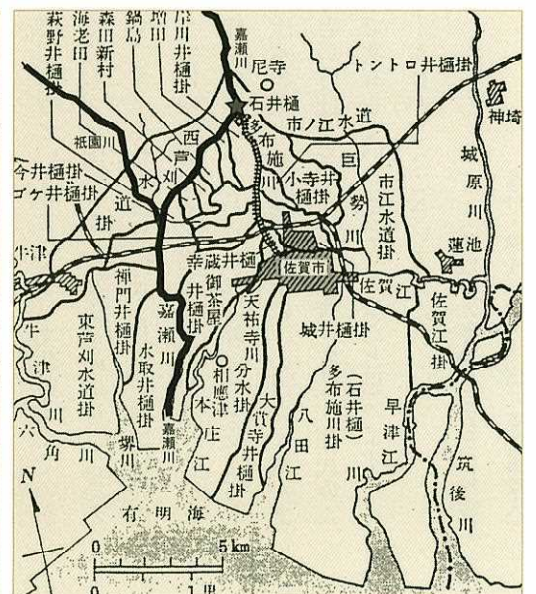 萩野井樋掛
海老田
森田新村
鍋島
増田
岸川井樋掛
嘉瀬川
尼寺
トントロ井樋掛
石井樋
市ノ江水道
神埼
祇園川
西芦刈水道掛
多布施川
小寺井樋掛
巨勢川
市江水道掛
城原川
蓮池
今井樋掛
ゴケ井樋掛
牛津
幸井樋掛
蔵御茶屋
佐賀市
佐賀江
佐賀江掛
禅門井樋掛
東芦刈水道掛
水取井樋掛
嘉瀬川
天祐寺川分水掛
城井樋掛
相應津
本庄江
大貫寺井樋掛
八田江
(石井樋)
多布施川掛
早津江川
筑後川
牛津川
六角川
堺川
嘉瀬川
有明海
N
0 5km
0 1里